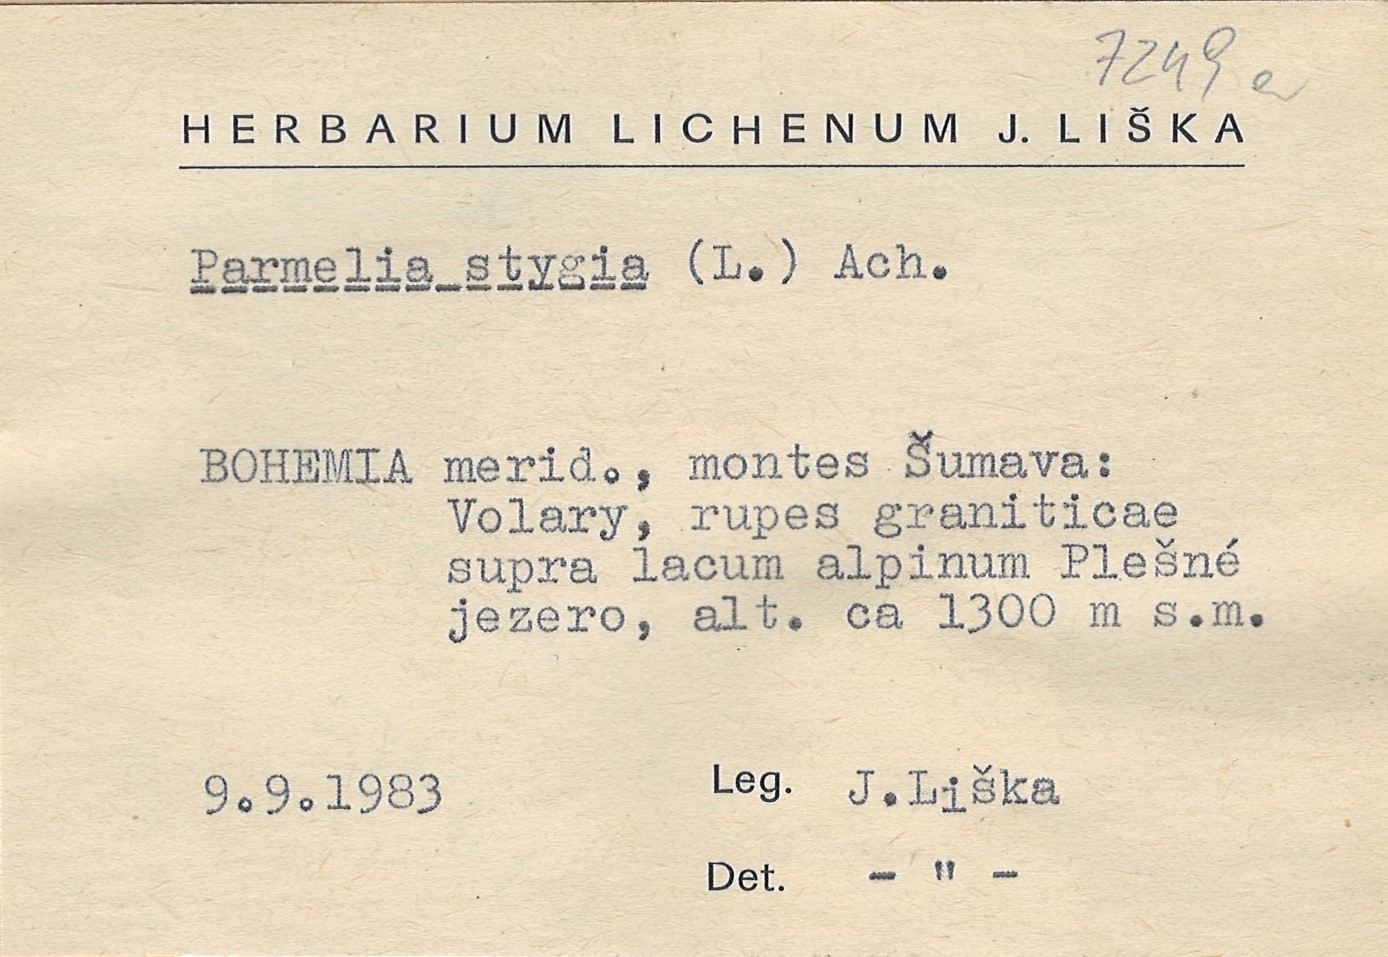 7249 a
HERBARIUM LICHENUM J. LIŠKA
Parmelia stygia (L.) Ach.
BOHEMIA merid., montes Šumava:
Volary, rupes graniticae
supra lacum alpinum Plešné
jezero, alt. ca 1300 m s.m.
9.9.1983 Leg. J.Liška
Det. - " -